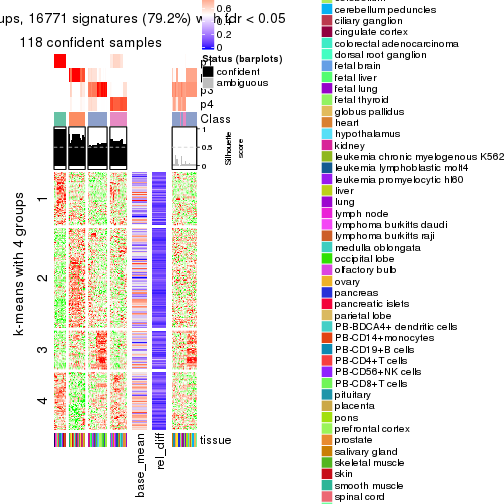 ups, 16771 signatures (79.2%) with fdr < 0.05
118 confident samples
0.6
0.4
0.2
0
Status (barplots)
confident
ambiguous
p3
p4
Class
1
0.5
0
Silhouette
score
k-means with 4 groups
1
2
3
4
tissue
base_mean
rel_diff
cerebellum peduncles
ciliary ganglion
cingulate cortex
colorectal adenocarcinoma
dorsal root ganglion
fetal brain
fetal liver
fetal lung
fetal thyroid
globus pallidus
heart
hypothalamus
kidney
leukemia chronic myelogenous K562
leukemia lymphoblastic molt4
leukemia promyelocytic hl60
liver
lung
lymph node
lymphoma burkitts daudi
lymphoma burkitts raji
medulla oblongata
occipital lobe
olfactory bulb
ovary
pancreas
pancreatic islets
parietal lobe
PB-BDCA4+ dendritic cells
PB-CD14+monocytes
PB-CD19+B cells
PB-CD4+T cells
PB-CD56+NK cells
PB-CD8+T cells
pituitary
placenta
pons
prefrontal cortex
prostate
salivary gland
skeletal muscle
skin
smooth muscle
spinal cord